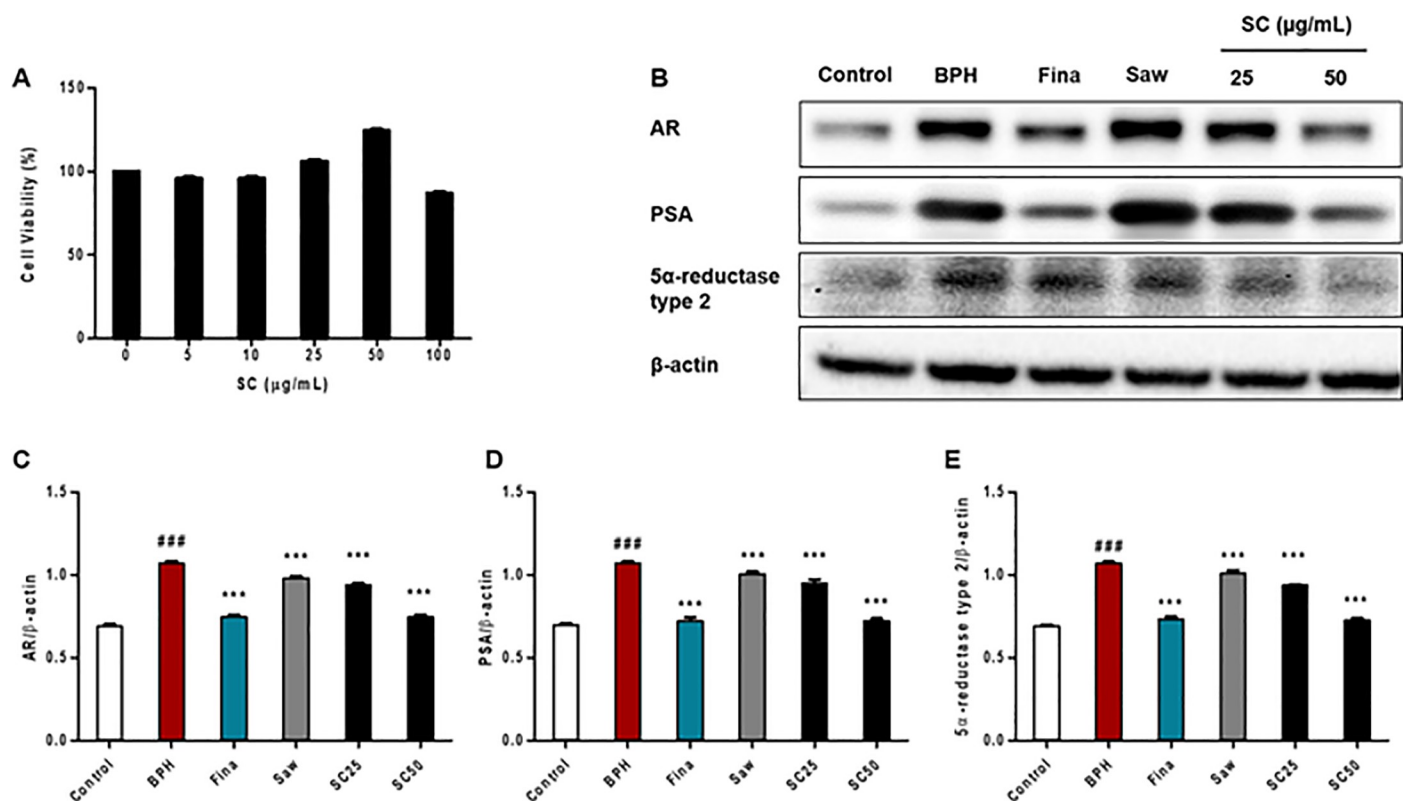 A
150
100
50
0
Cell Viability (%)
0 5 10 25 50 100
SC (μg/mL)
B
SC (μg/mL)
Control BPH Fina Saw 25 50
AR
PSA
5α-reductase
type 2
β-actin
C
1.5
1.0
0.5
0.0
AR/β-actin
###
***
***
***
***
Control BPH Fina Saw SC25 SC50
D
1.5
1.0
0.5
0.0
PSA/β-actin
###
***
***
***
***
Control BPH Fina Saw SC25 SC50
E
1.5
1.0
0.5
0.0
5α-reductase type 2/β-actin
###
***
***
***
***
Control BPH Fina Saw SC25 SC50